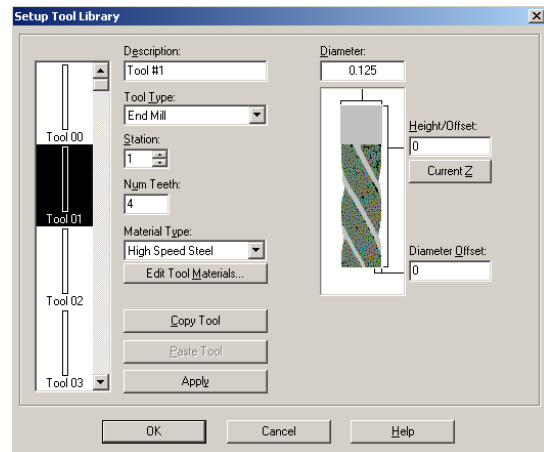 Setup Tool Library
Description:
Tool #1
Tool Type:
End Mill
Station:
1
Num Teeth:
4
Material Type:
High Speed Steel
Edit Tool Materials...
Copy Tool
Paste Tool
Apply
Tool 00
Tool 01
Tool 02
Tool 03
Diameter:
0.125
Height/Offset:
0
Current Z
Diameter Offset:
0
OK
Cancel
Help